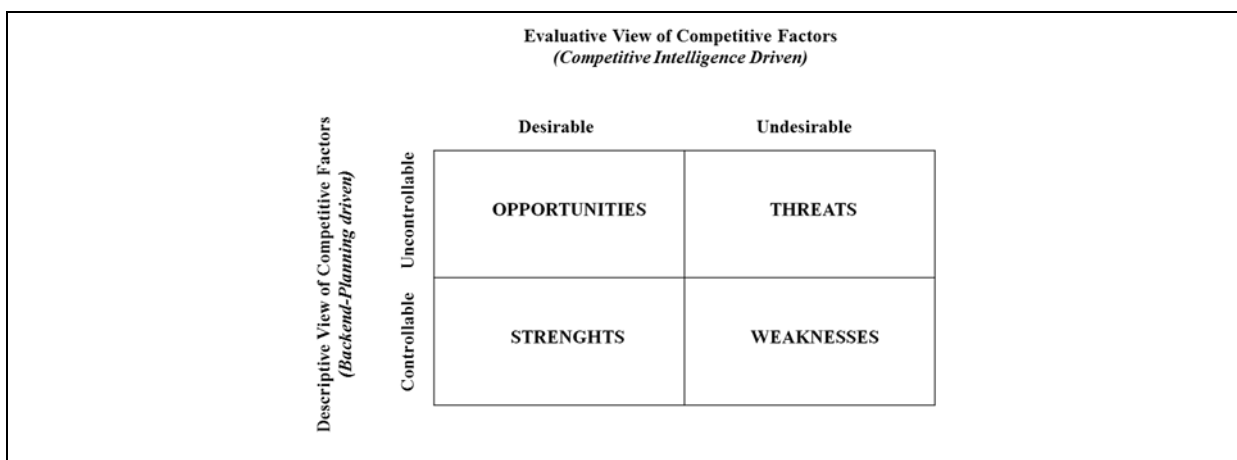 Evaluative View of Competitive Factors
(Competitive Intelligence Driven)
Desirable
Undesirable
Descriptive View of Competitive Factors
(Backend-Planning driven)
Uncontrollable
OPPORTUNITIES
THREATS
Controllable
STRENGHTS
WEAKNESSES